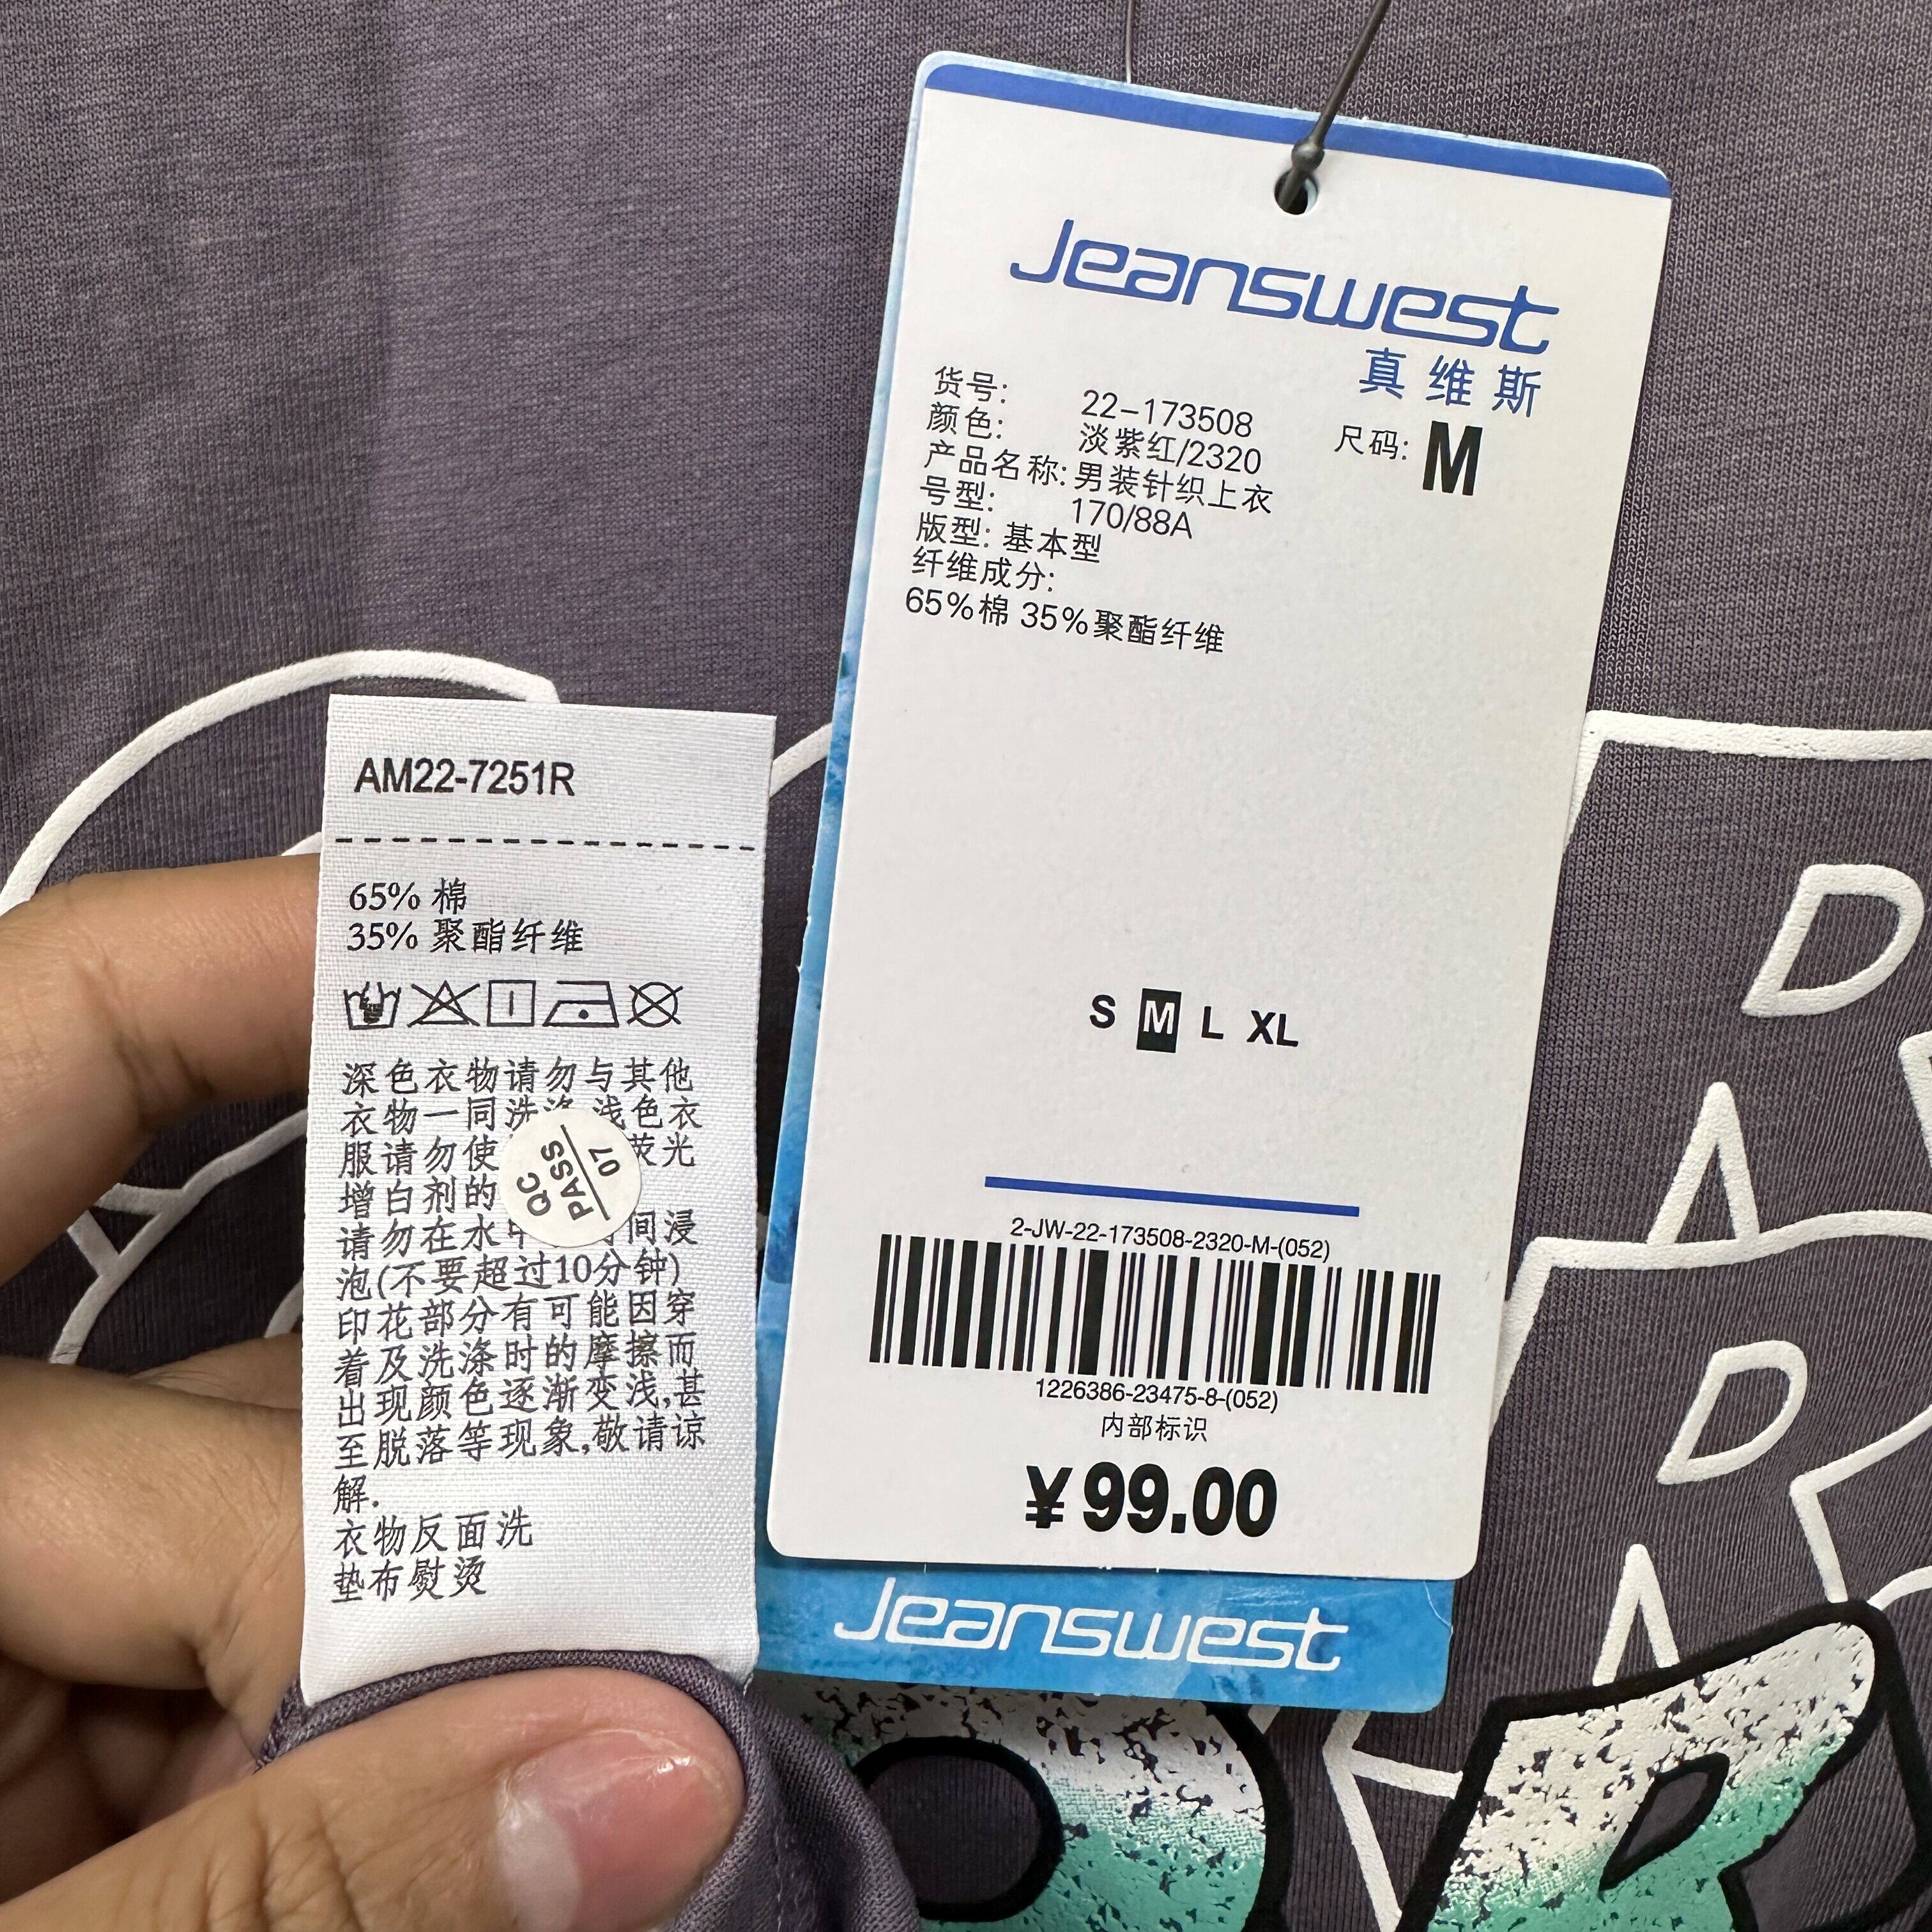 Jeanswest
真维斯
货号: 22-173508
颜色: 淡紫红/2320
尺码: M
产品名称: 男装针织上衣
号型: 170/88A
版型: 基本型
纤维成分:
65%棉 35%聚酯纤维
S M L XL
2-JW-22-173508-2320-M-(052)
1226386-23475-8-(052)
内部标识
¥99.00
Jeanswest
AM22-7251R
65% 棉
35% 聚酯纤维
深色衣物请勿与其他
衣物一同洗 浅色衣
服请勿使 荧光
增白剂的
请勿在水中 间浸
泡(不要超过10分钟)
印花部分有可能因穿
着及洗涤时的摩擦而
出现颜色逐渐变浅,甚
至脱落等现象,敬请谅
解.
衣物反面洗
垫布熨烫
QC
PASS
07
D
A
D
A
R